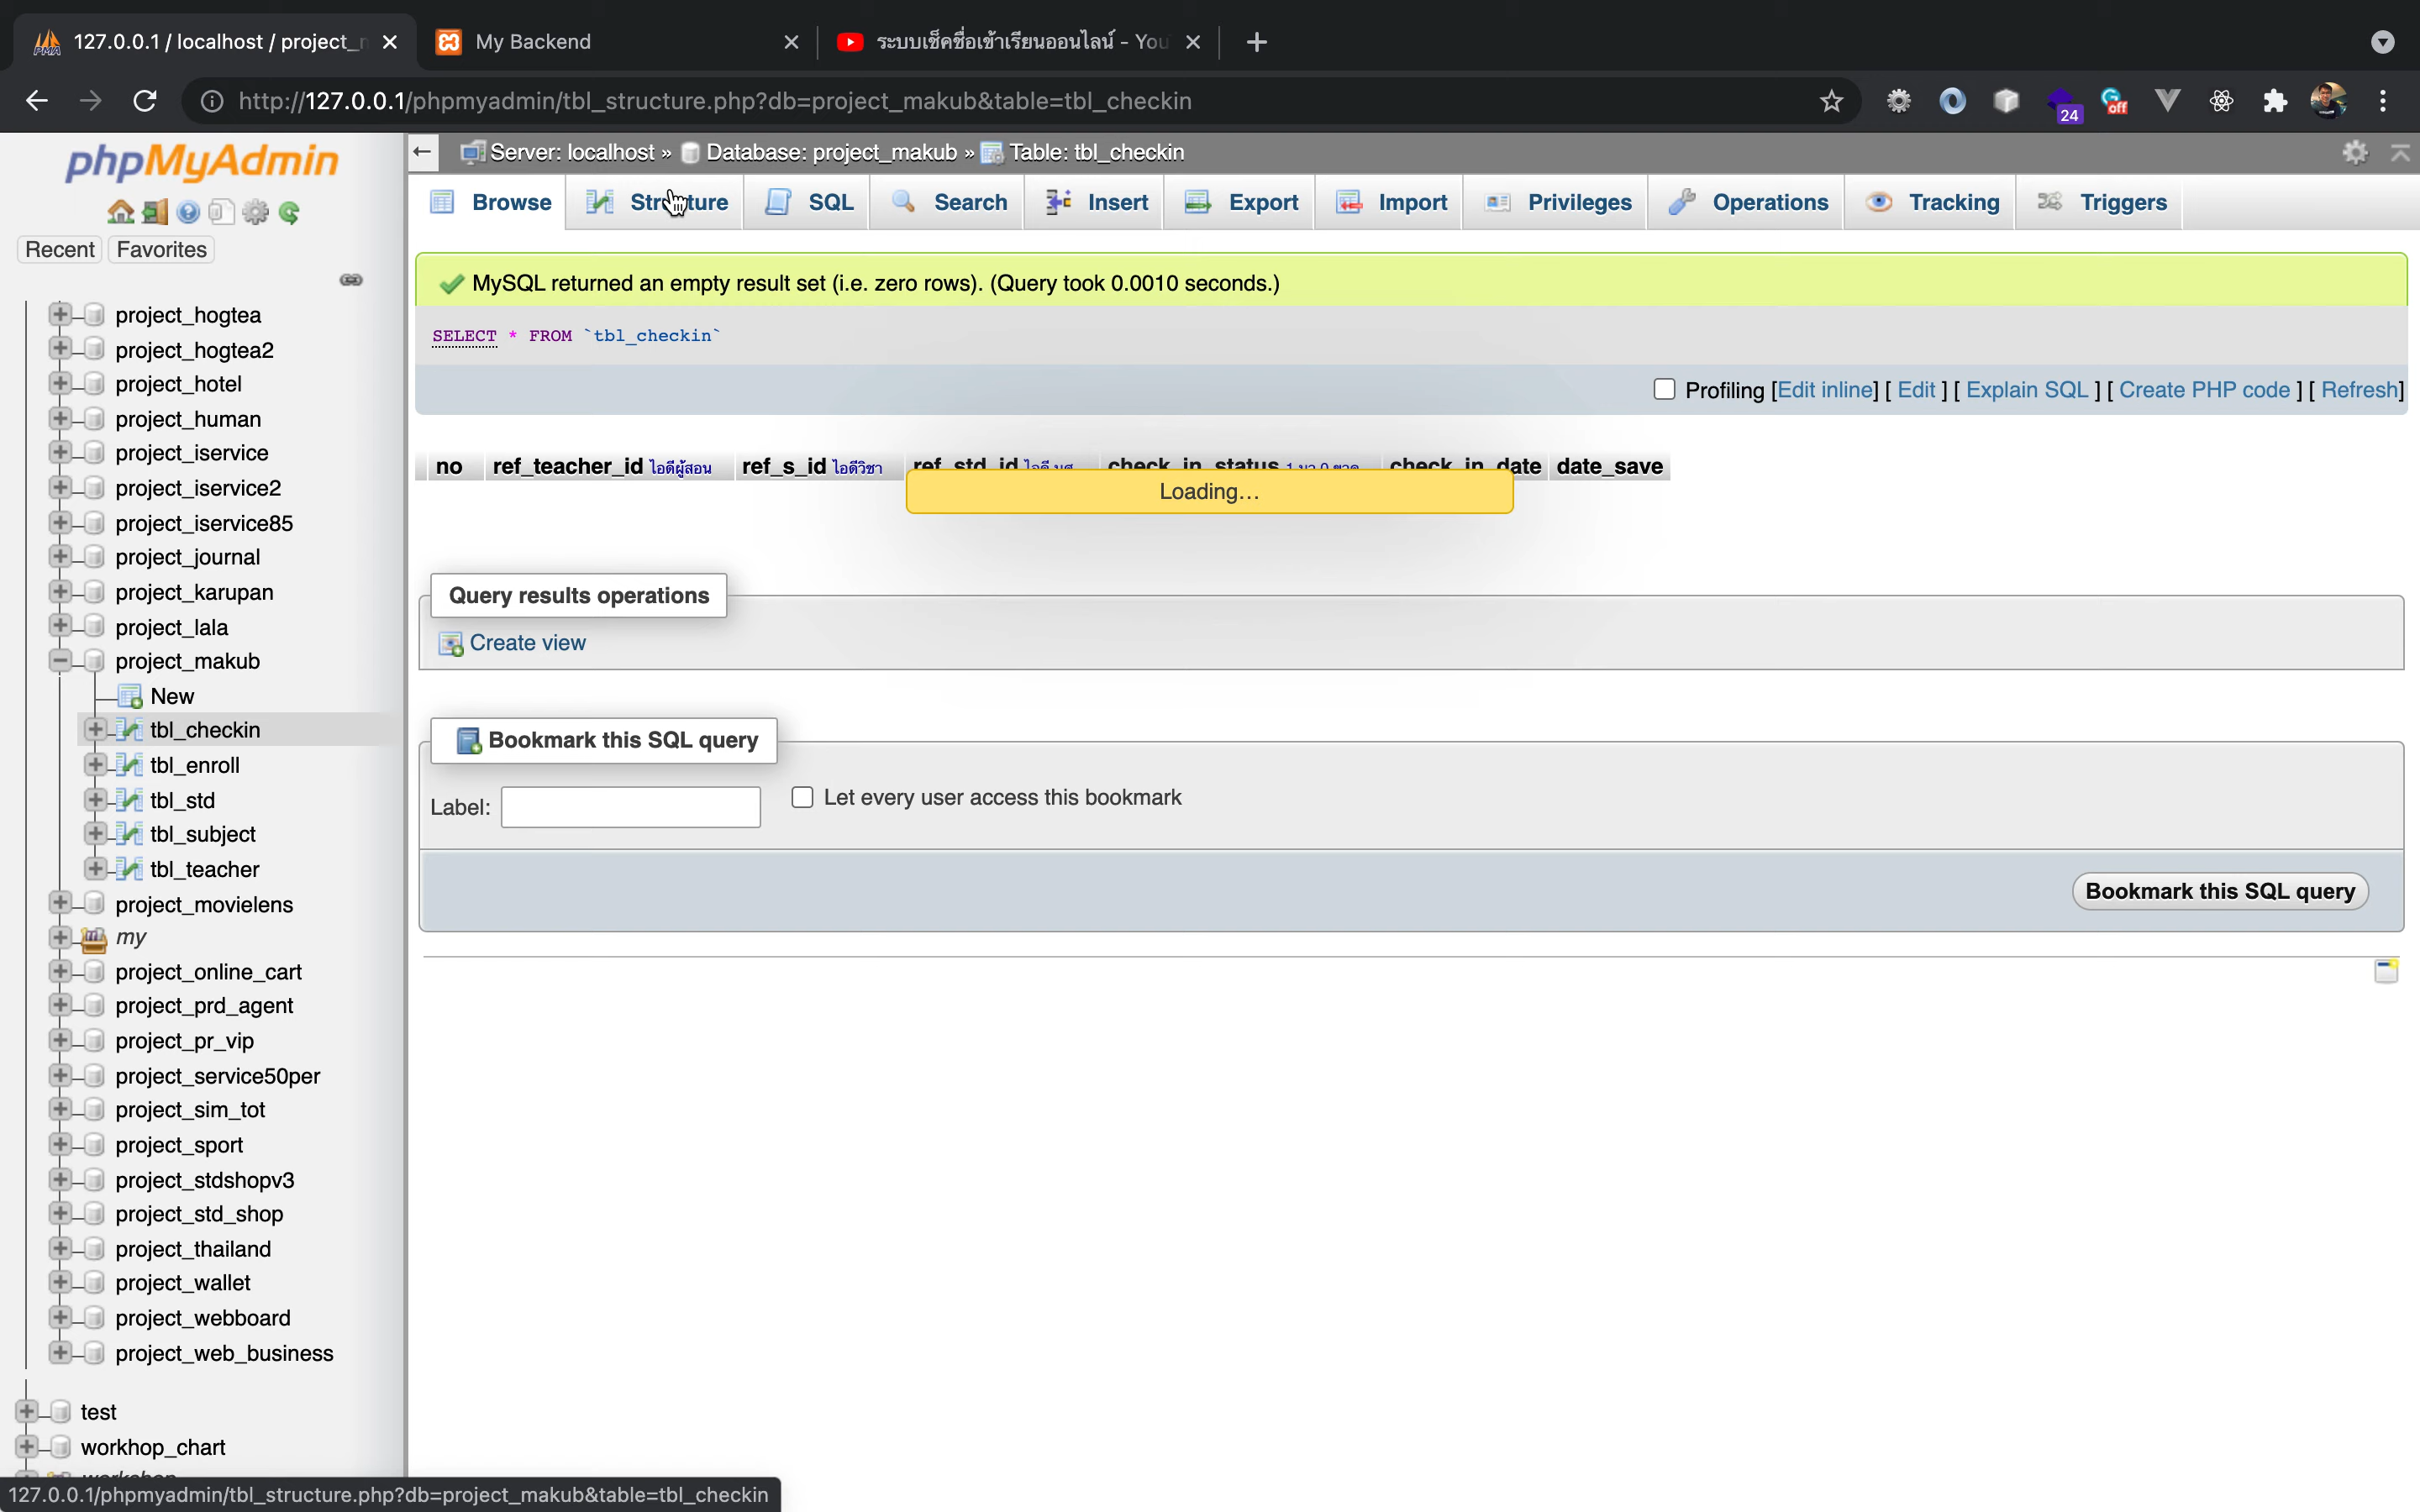 127.0.0.1 / localhost / project_
My Backend
ระบบเช็คชื่อเข้าเรียนออนไลน์ - You
http://127.0.0.1/phpmyadmin/tbl_structure.php?db=project_makub&table=tbl_checkin
24
off
phpMyAdmin
Recent
Favorites
project_hogtea
project_hogtea2
project_hotel
project_human
project_iservice
project_iservice2
project_iservice85
project_journal
project_karupan
project_lala
project_makub
New
tbl_checkin
tbl_enroll
tbl_std
tbl_subject
tbl_teacher
project_movielens
my
project_online_cart
project_prd_agent
project_pr_vip
project_service50per
project_sim_tot
project_sport
project_stdshopv3
project_std_shop
project_thailand
project_wallet
project_webboard
project_web_business
test
workhop_chart
Server: localhost » Database: project_makub » Table: tbl_checkin
Browse
Structure
SQL
Search
Insert
Export
Import
Privileges
Operations
Tracking
Triggers
MySQL returned an empty result set (i.e. zero rows). (Query took 0.0010 seconds.)
SELECT * FROM `tbl_checkin`
Profiling [Edit inline] [ Edit ] [ Explain SQL ] [ Create PHP code ] [ Refresh]
no ref_teacher_id ไอดีผู้สอน ref_s_id ไอดีวิชา ref_std_id check_in_status check_in_date date_save
Loading…
Query results operations
Create view
Bookmark this SQL query
Label:
Let every user access this bookmark
Bookmark this SQL query
127.0.0.1/phpmyadmin/tbl_structure.php?db=project_makub&table=tbl_checkin